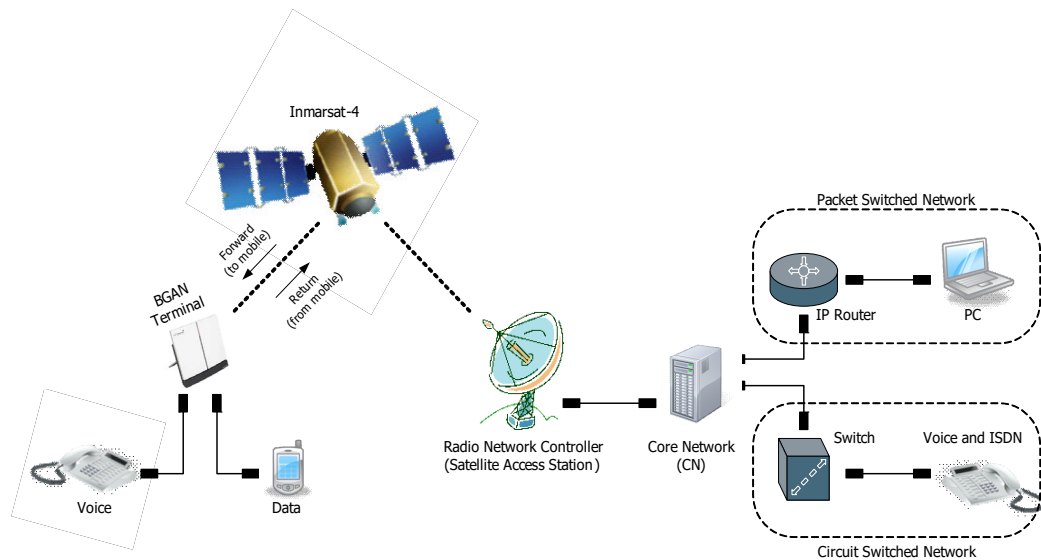 Inmarsat-4
Forward
(to mobile)
Return
(from mobile)
BGAN
Terminal
Voice
Data
Radio Network Controller
(Satellite Access Station)
Core Network
(CN)
Packet Switched Network
IP Router
PC
Switch
Voice and ISDN
Circuit Switched Network